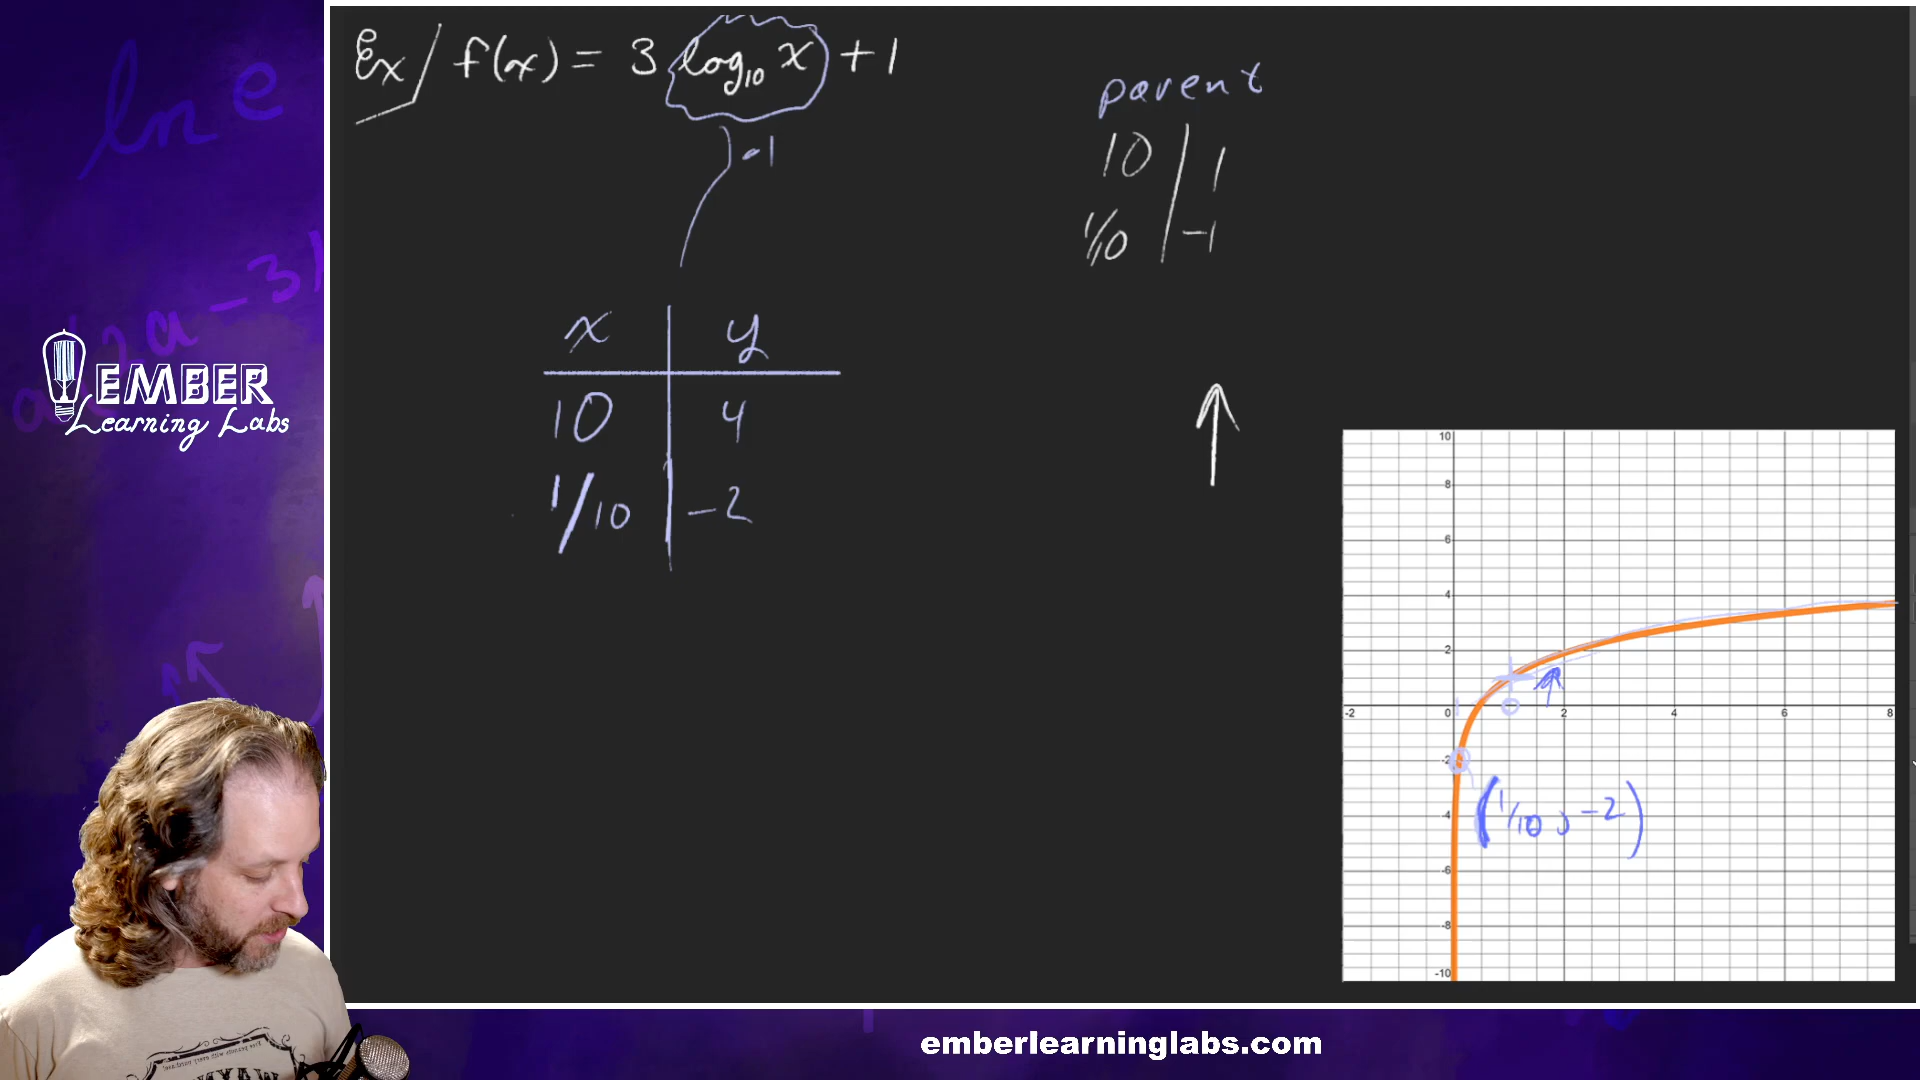 Ex/ f(x) = 3 log₁₀ x + 1
-1
parent
10 | 1
1/10 | -1
x | y
10 | 4
1/10 | -2
(1/10, -2)
10
8
6
4
2
-2 0 2 4 6 8
-2
-4
-6
-8
-10
ln e
EMBER
Learning Labs
emberlearninglabs.com